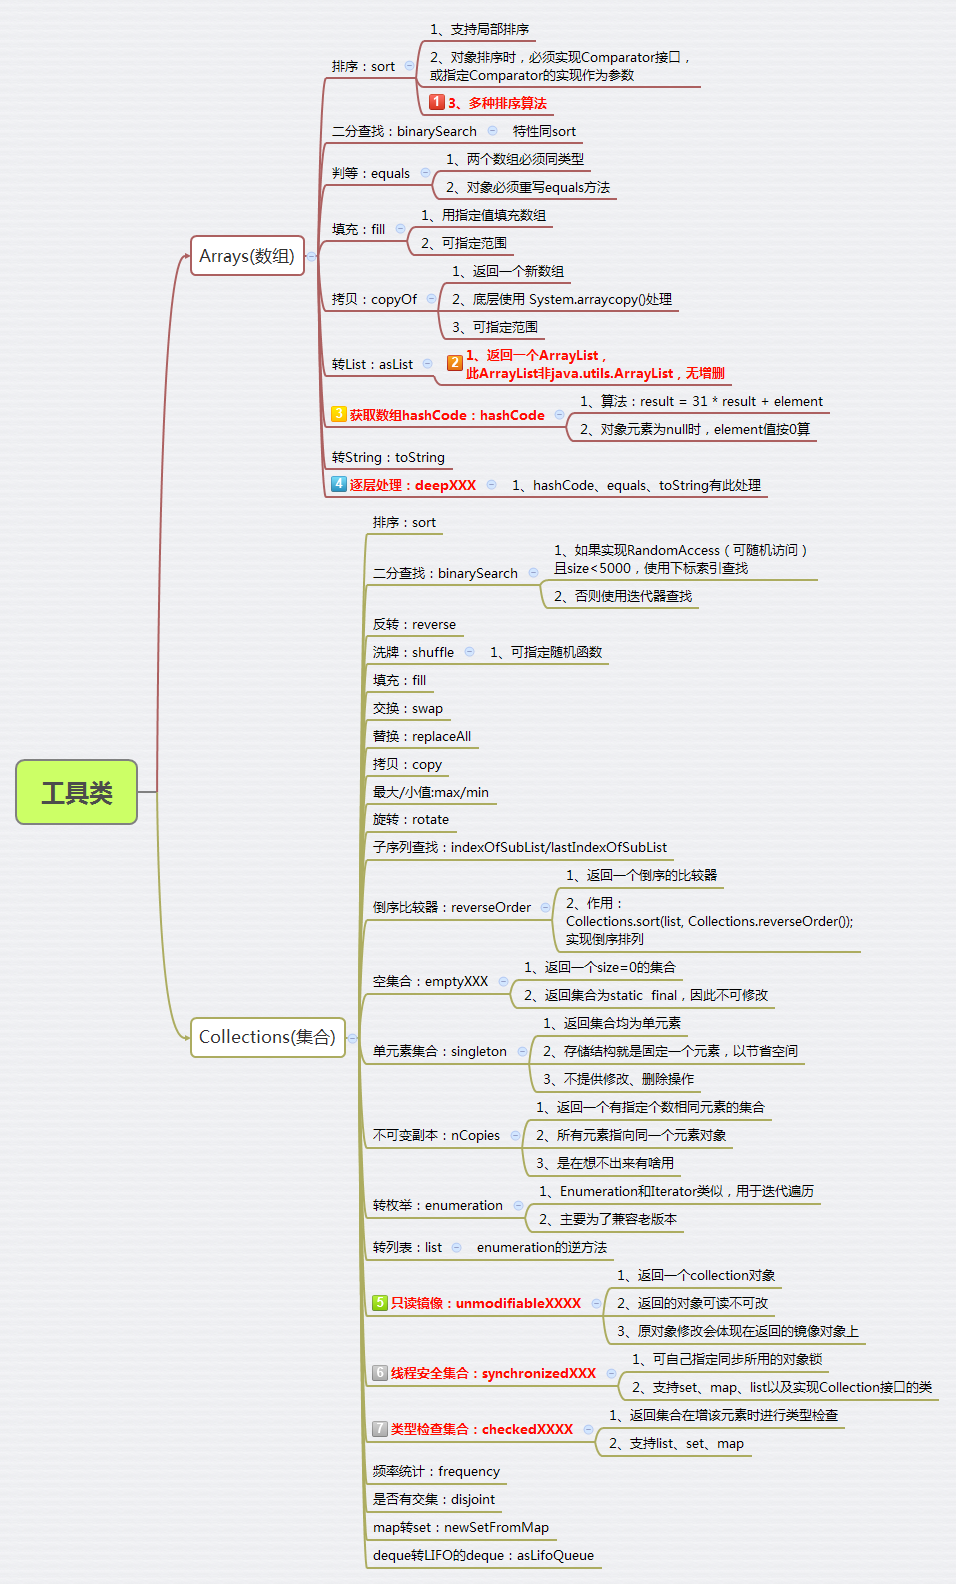 工具类
Arrays(数组)
排序：sort
1、支持局部排序
2、对象排序时，必须实现Comparator接口，
或指定Comparator的实现作为参数
1 3、多种排序算法
二分查找：binarySearch
特性同sort
判等：equals
1、两个数组必须同类型
2、对象必须重写equals方法
填充：fill
1、用指定值填充数组
2、可指定范围
拷贝：copyOf
1、返回一个新数组
2、底层使用 System.arraycopy()处理
3、可指定范围
转List：asList
2 1、返回一个ArrayList，
此ArrayList非java.utils.ArrayList，无增删
3 获取数组hashCode：hashCode
1、算法：result = 31 * result + element
2、对象元素为null时，element值按0算
转String：toString
4 逐层处理：deepXXX
1、hashCode、equals、toString有此处理
Collections(集合)
排序：sort
二分查找：binarySearch
1、如果实现RandomAccess（可随机访问）
且size<5000，使用下标索引查找
2、否则使用迭代器查找
反转：reverse
洗牌：shuffle
1、可指定随机函数
填充：fill
交换：swap
替换：replaceAll
拷贝：copy
最大/小值:max/min
旋转：rotate
子序列查找：indexOfSubList/lastIndexOfSubList
倒序比较器：reverseOrder
1、返回一个倒序的比较器
2、作用：
Collections.sort(list, Collections.reverseOrder());
实现倒序排列
空集合：emptyXXX
1、返回一个size=0的集合
2、返回集合为static  final，因此不可修改
单元素集合：singleton
1、返回集合均为单元素
2、存储结构就是固定一个元素，以节省空间
3、不提供修改、删除操作
不可变副本：nCopies
1、返回一个有指定个数相同元素的集合
2、所有元素指向同一个元素对象
3、是在想不出来有啥用
转枚举：enumeration
1、Enumeration和Iterator类似，用于迭代遍历
2、主要为了兼容老版本
转列表：list
enumeration的逆方法
5 只读镜像：unmodifiableXXXX
1、返回一个collection对象
2、返回的对象可读不可改
3、原对象修改会体现在返回的镜像对象上
6 线程安全集合：synchronizedXXX
1、可自己指定同步所用的对象锁
2、支持set、map、list以及实现Collection接口的类
7 类型检查集合：checkedXXXX
1、返回集合在增该元素时进行类型检查
2、支持list、set、map
频率统计：frequency
是否有交集：disjoint
map转set：newSetFromMap
deque转LIFO的deque：asLifoQueue